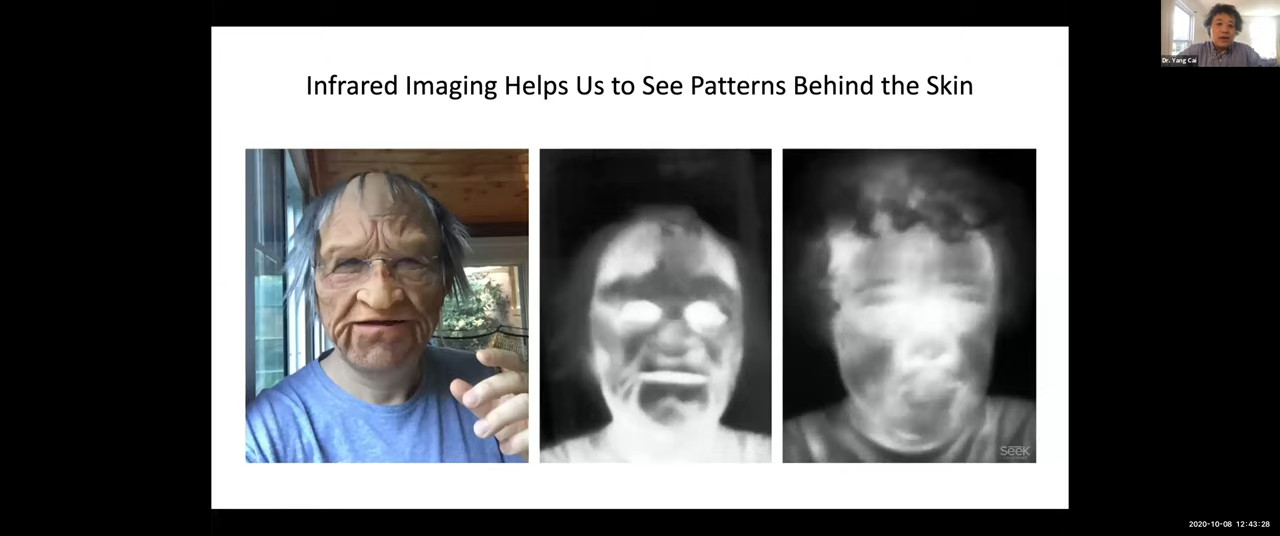 Dr. Yang Cai
Infrared Imaging Helps Us to See Patterns Behind the Skin
Seek
2020-10-08 12:43:28